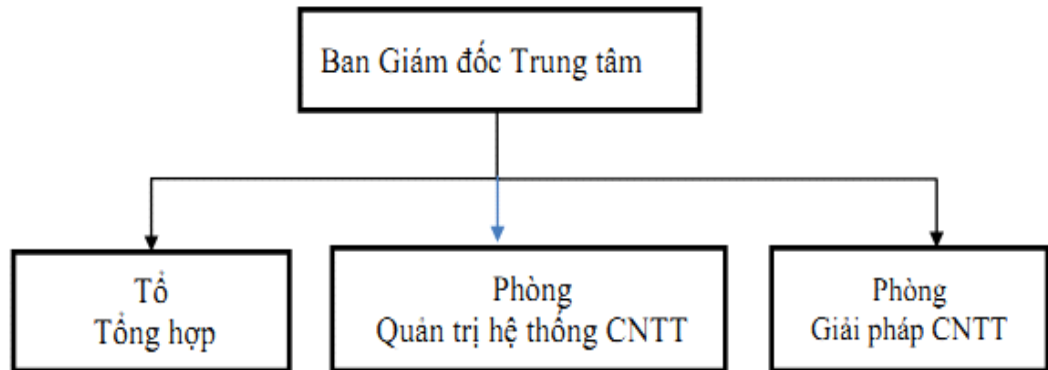 Ban Giám đốc Trung tâm
Tổ
Tổng hợp
Phòng
Quản trị hệ thống CNTT
Phòng
Giải pháp CNTT